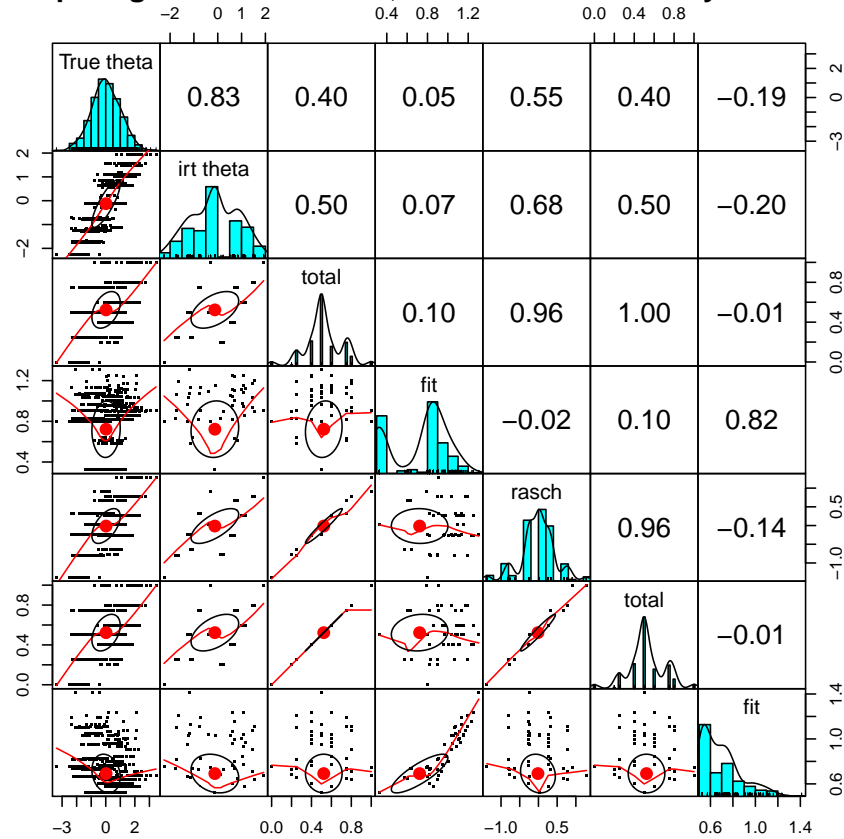 −2 0 1 2 0.4 0.8 1.2 0.0 0.4 0.8
True theta 0.83 0.40 0.05 0.55 0.40 −0.19 −3 0 2
−2 0 1 2 irt theta 0.50 0.07 0.68 0.50 −0.20
total 0.10 0.96 1.00 −0.01 0.0 0.4 0.8
0.4 0.8 1.2 fit −0.02 0.10 0.82
rasch 0.96 −0.14 −1.0 0.5
0.0 0.4 0.8 total −0.01
fit 0.6 1.0 1.4
−3 0 2 0.0 0.4 0.8 −1.0 0.5 0.6 1.0 1.4